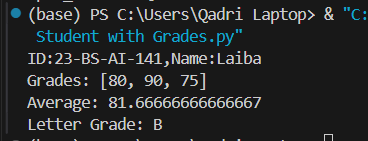 (base) PS C:\Users\Qadri Laptop> & "C:
Student with Grades.py"
ID:23-BS-AI-141,Name:Laiba
Grades: [80, 90, 75]
Average: 81.66666666666667
Letter Grade: B